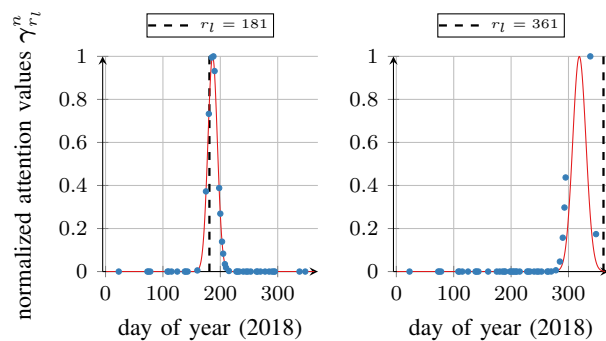 r_l = 181
r_l = 361
normalized attention values γ^n_{r_l}
1
0.8
0.6
0.4
0.2
0
0 100 200 300
day of year (2018)
1
0.8
0.6
0.4
0.2
0
0 100 200 300
day of year (2018)